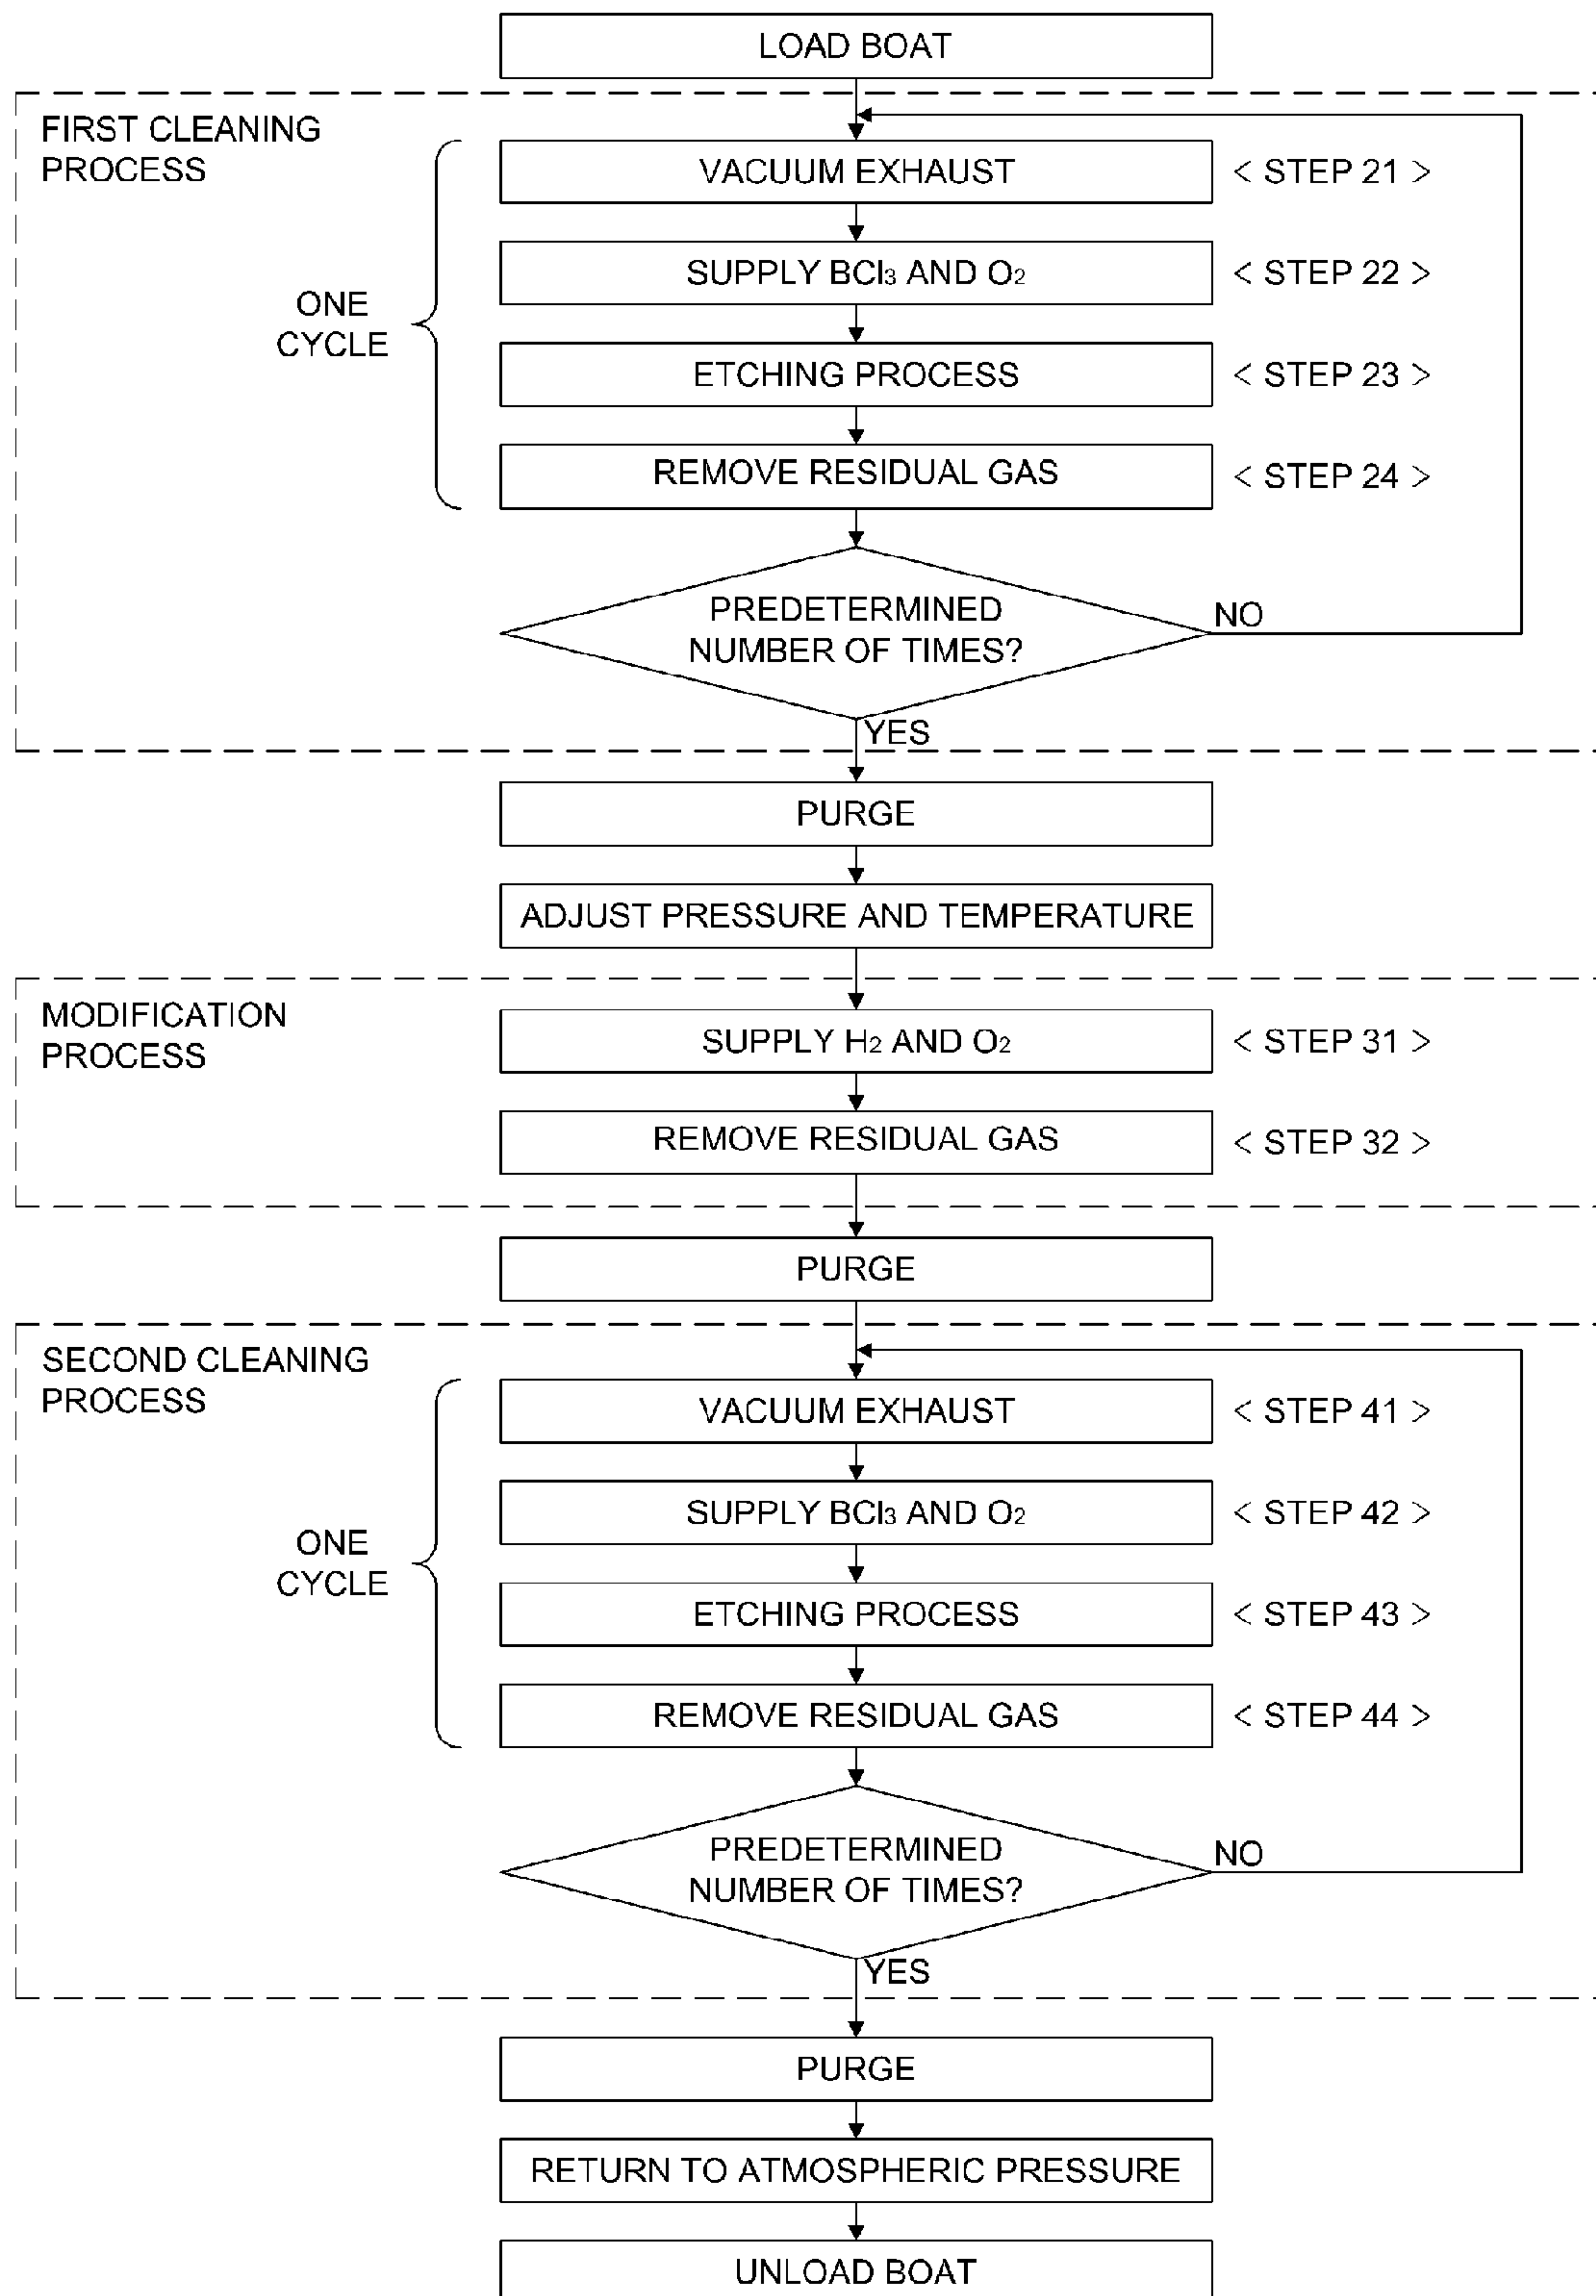 LOAD BOAT
FIRST CLEANING
PROCESS
VACUUM EXHAUST
< STEP 21 >
SUPPLY BCl₃ AND O₂
< STEP 22 >
ONE
CYCLE
ETCHING PROCESS
< STEP 23 >
REMOVE RESIDUAL GAS
< STEP 24 >
PREDETERMINED
NUMBER OF TIMES?
NO
YES
PURGE
ADJUST PRESSURE AND TEMPERATURE
MODIFICATION
PROCESS
SUPPLY H₂ AND O₂
< STEP 31 >
REMOVE RESIDUAL GAS
< STEP 32 >
PURGE
SECOND CLEANING
PROCESS
VACUUM EXHAUST
< STEP 41 >
SUPPLY BCl₃ AND O₂
< STEP 42 >
ONE
CYCLE
ETCHING PROCESS
< STEP 43 >
REMOVE RESIDUAL GAS
< STEP 44 >
PREDETERMINED
NUMBER OF TIMES?
NO
YES
PURGE
RETURN TO ATMOSPHERIC PRESSURE
UNLOAD BOAT